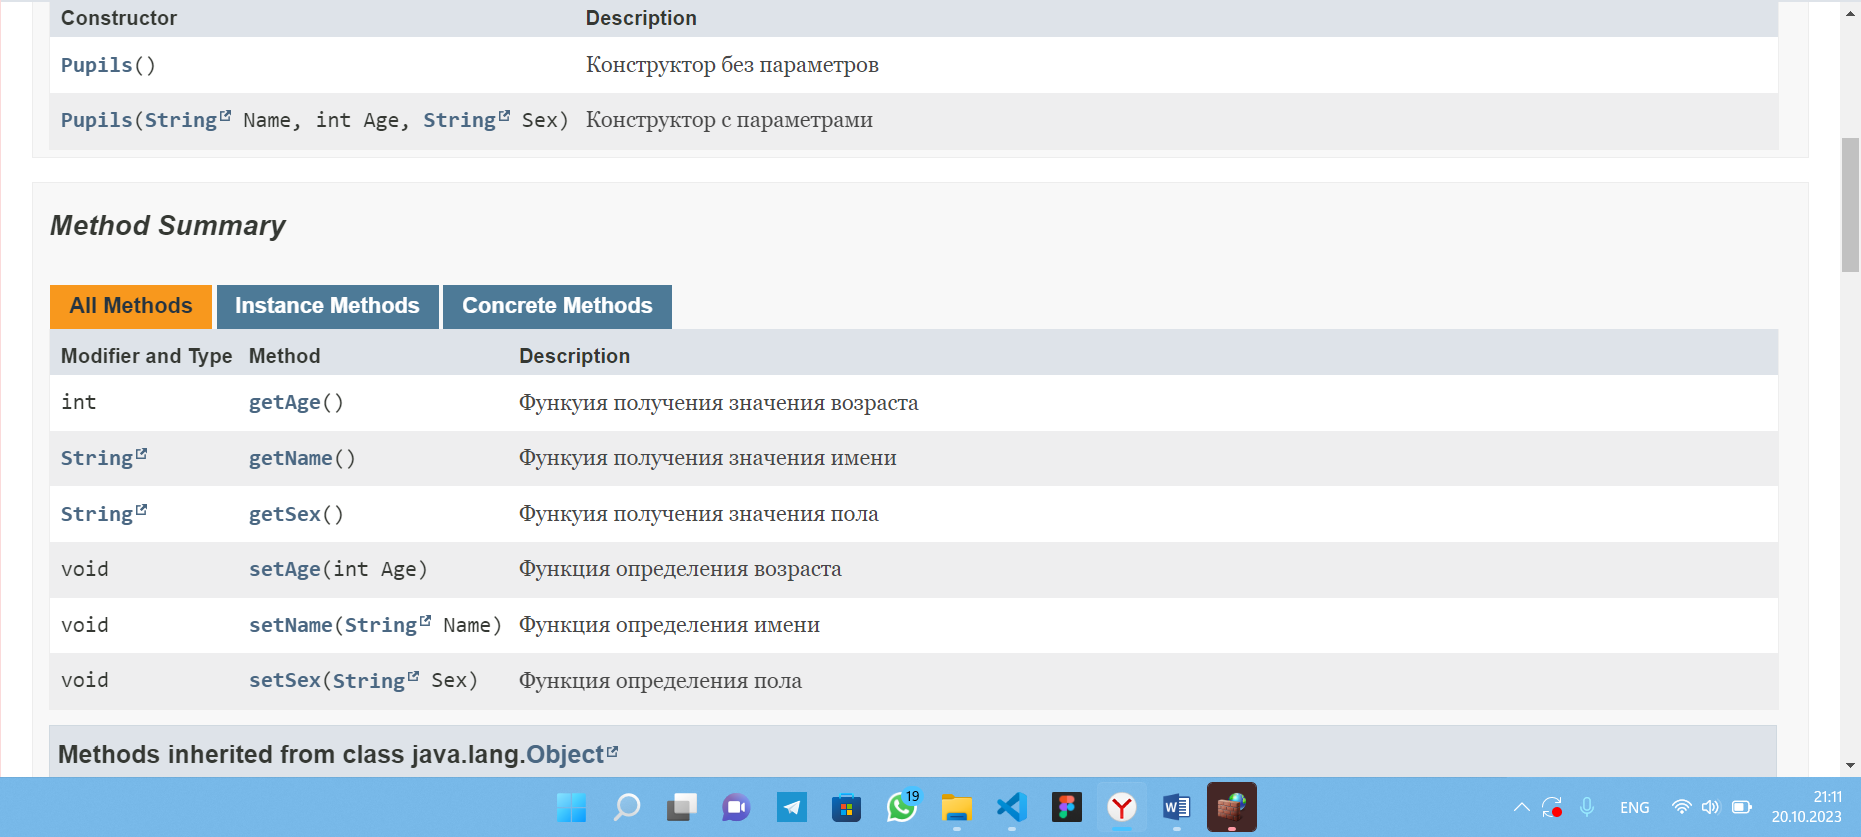 Constructor Description
Pupils() Конструктор без параметров
Pupils(String Name, int Age, String Sex) Конструктор с параметрами
Method Summary
All Methods Instance Methods Concrete Methods
Modifier and Type Method Description
int getAge() Функуия получения значения возраста
String getName() Функуия получения значения имени
String getSex() Функуия получения значения пола
void setAge(int Age) Функция определения возраста
void setName(String Name) Функция определения имени
void setSex(String Sex) Функция определения пола
Methods inherited from class java.lang.Object
19
ENG
21:11
20.10.2023